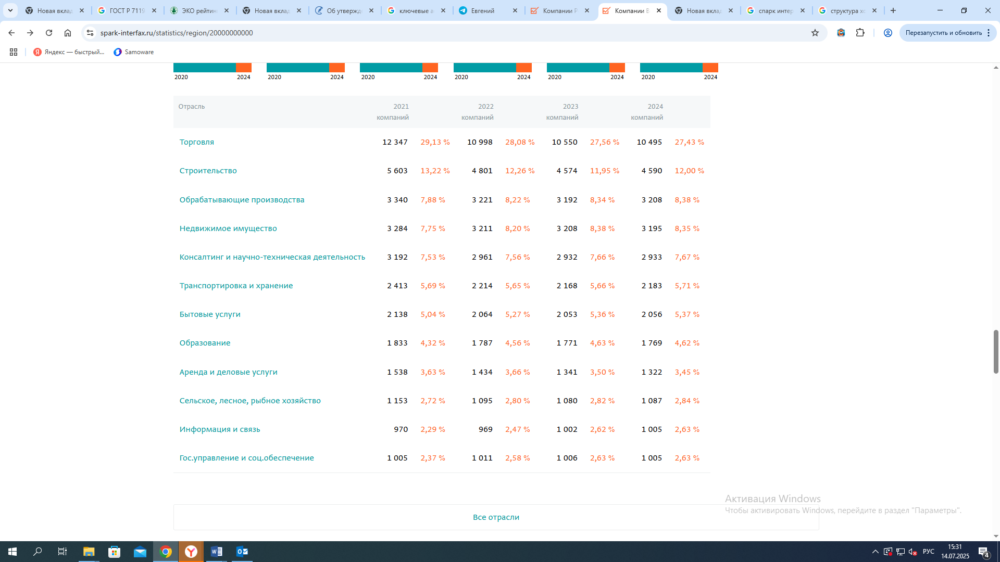 Новая вклад
ГОСТ Р 7119
ЭКО рейтин
Новая вклад
Об утвержде
ключевые а
Евгений
Компании Р
Компании В
Новая вклад
спарк интер
структура хо
spark-interfax.ru/statistics/region/20000000000
Перезапустить и обновить
Яндекс — быстрый...
Samoware
2020 2024 2020 2024 2020 2024 2020 2024 2020 2024 2020 2024
Отрасль 2021 компаний 2022 компаний 2023 компаний 2024 компаний
Торговля 12 347 29,13 % 10 998 28,08 % 10 550 27,56 % 10 495 27,43 %
Строительство 5 603 13,22 % 4 801 12,26 % 4 574 11,95 % 4 590 12,00 %
Обрабатывающие производства 3 340 7,88 % 3 221 8,22 % 3 192 8,34 % 3 208 8,38 %
Недвижимое имущество 3 284 7,75 % 3 211 8,20 % 3 208 8,38 % 3 195 8,35 %
Консалтинг и научно-техническая деятельность 3 192 7,53 % 2 961 7,56 % 2 932 7,66 % 2 933 7,67 %
Транспортировка и хранение 2 413 5,69 % 2 214 5,65 % 2 168 5,66 % 2 183 5,71 %
Бытовые услуги 2 138 5,04 % 2 064 5,27 % 2 053 5,36 % 2 056 5,37 %
Образование 1 833 4,32 % 1 787 4,56 % 1 771 4,63 % 1 769 4,62 %
Аренда и деловые услуги 1 538 3,63 % 1 434 3,66 % 1 341 3,50 % 1 322 3,45 %
Сельское, лесное, рыбное хозяйство 1 153 2,72 % 1 095 2,80 % 1 080 2,82 % 1 087 2,84 %
Информация и связь 970 2,29 % 969 2,47 % 1 002 2,62 % 1 005 2,63 %
Гос.управление и соц.обеспечение 1 005 2,37 % 1 011 2,58 % 1 006 2,63 % 1 005 2,63 %
Активация Windows
Чтобы активировать Windows, перейдите в раздел "Параметры".
Все отрасли
РУС
15:31
14.07.2025
4